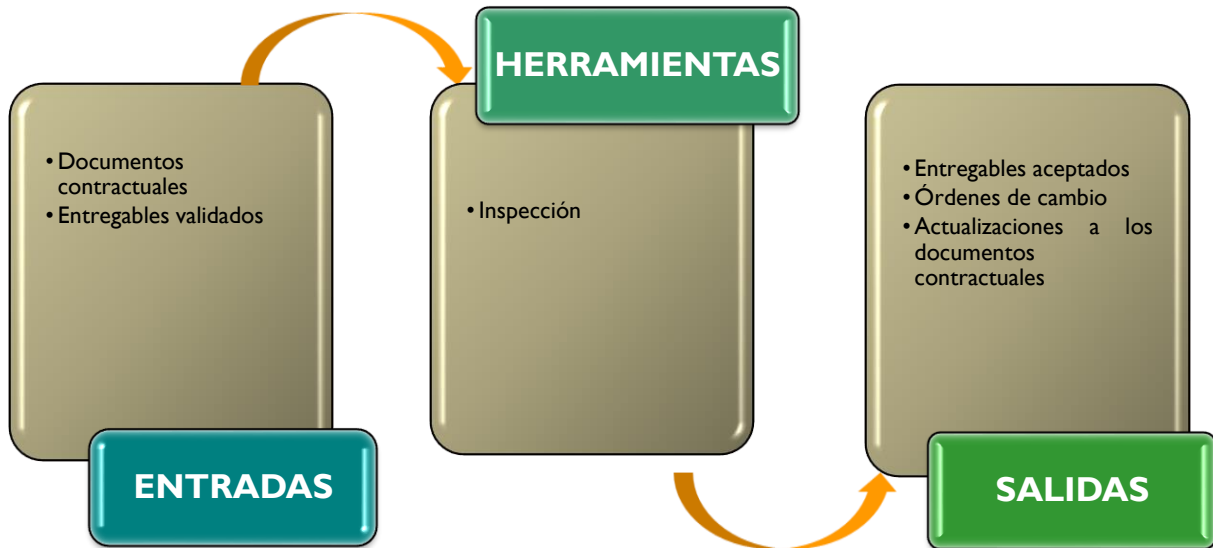 • Documentos
contractuales
• Entregables validados
ENTRADAS
HERRAMIENTAS
• Inspección
• Entregables aceptados
• Órdenes de cambio
• Actualizaciones a los
documentos
contractuales
SALIDAS